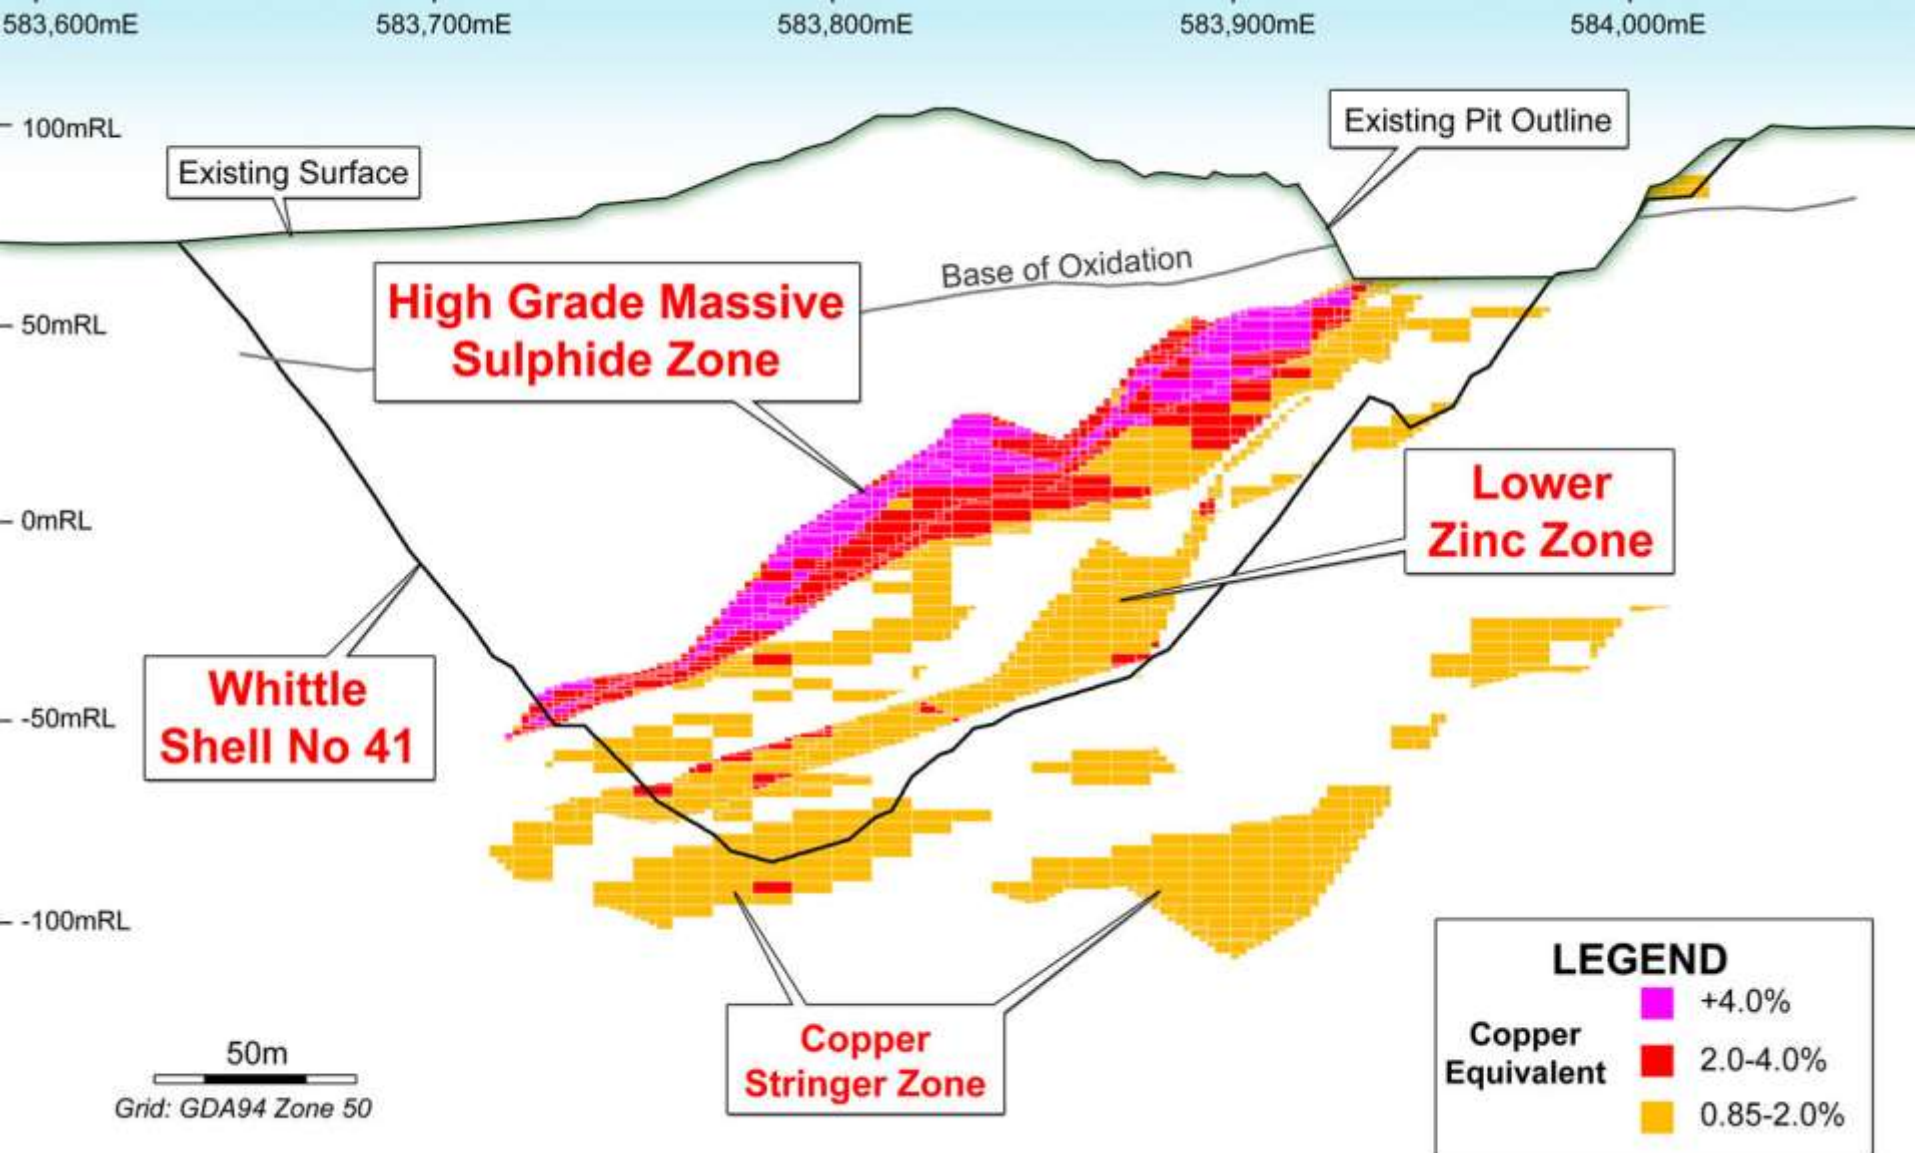 583,600mE
583,700mE
583,800mE
583,900mE
584,000mE
100mRL
Existing Pit Outline
Existing Surface
Base of Oxidation
High Grade Massive
Sulphide Zone
50mRL
0mRL
Lower
Zinc Zone
Whittle
Shell No 41
-50mRL
-100mRL
Copper
Stringer Zone
50m
Grid: GDA94 Zone 50
LEGEND
Copper
Equivalent
+4.0%
2.0-4.0%
0.85-2.0%